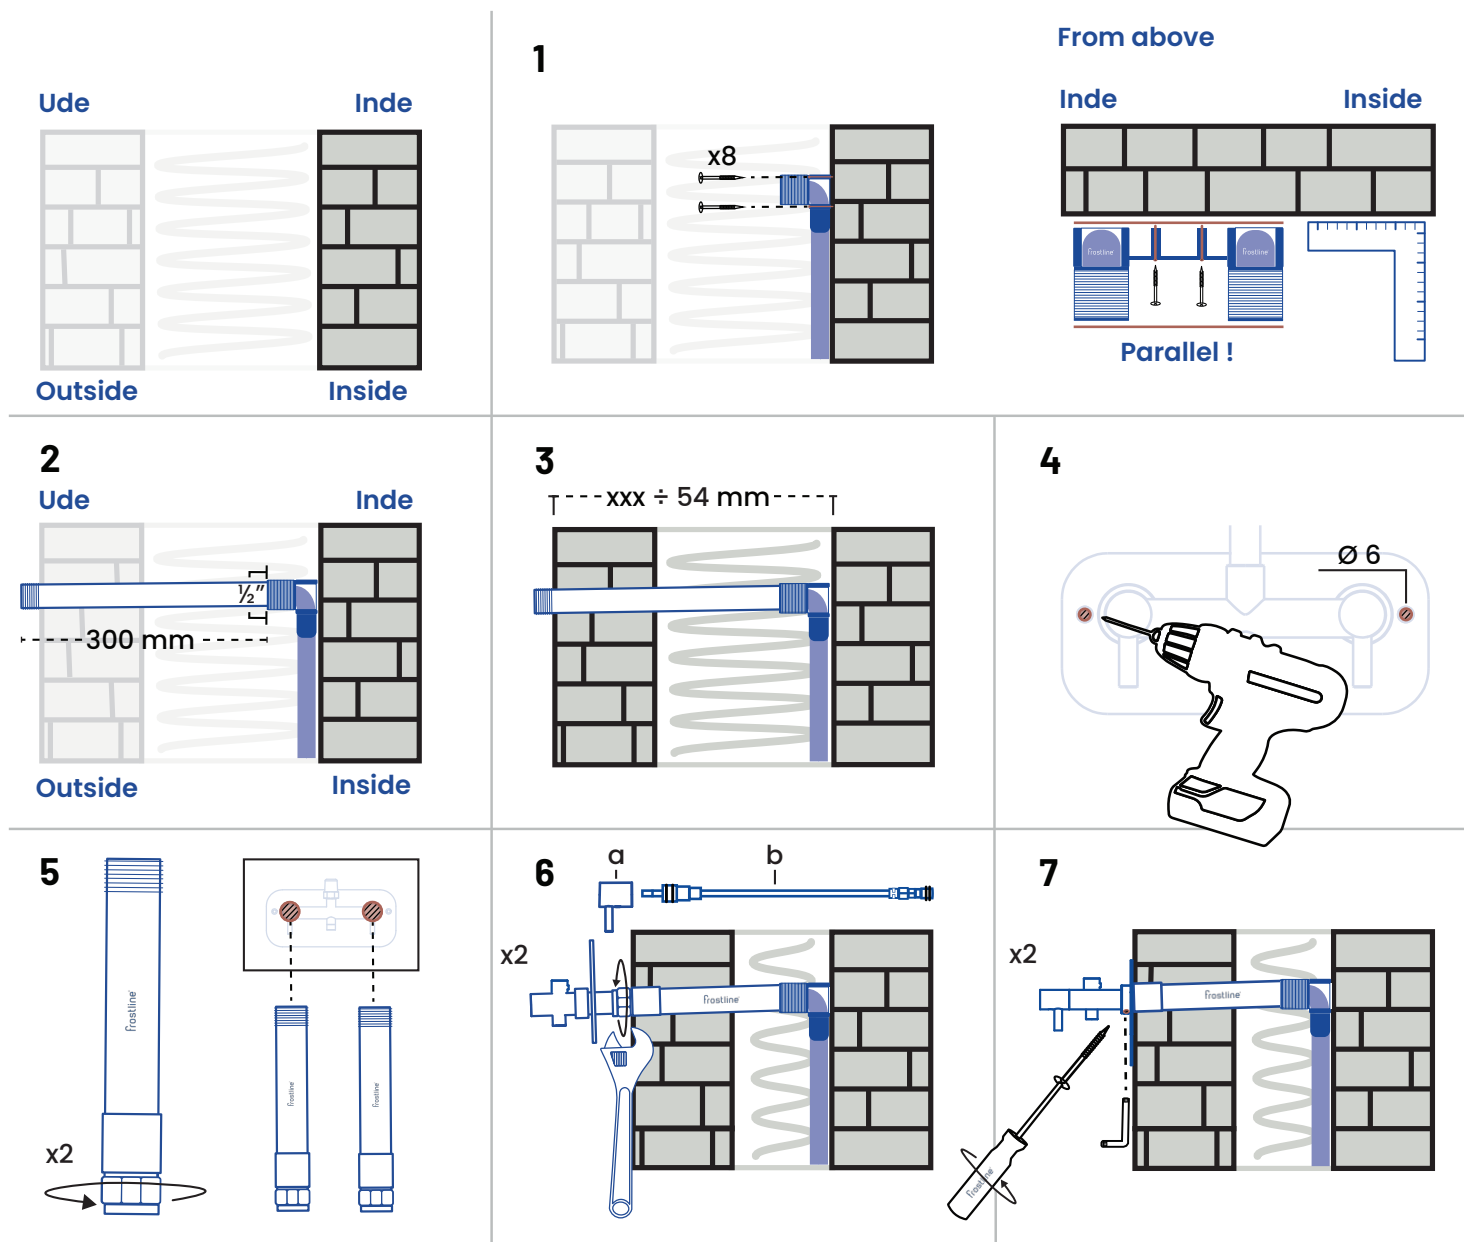 Ude
Inde
Outside
Inside
1
x8
From above
Inde
Inside
frostline
frostline
Parallel !
2
Ude
Inde
½”
300 mm
Outside
Inside
3
xxx ÷ 54 mm
4
Ø 6
5
frostline
x2
frostline
frostline
6
a
b
x2
frostline
7
x2
frostline
frostline